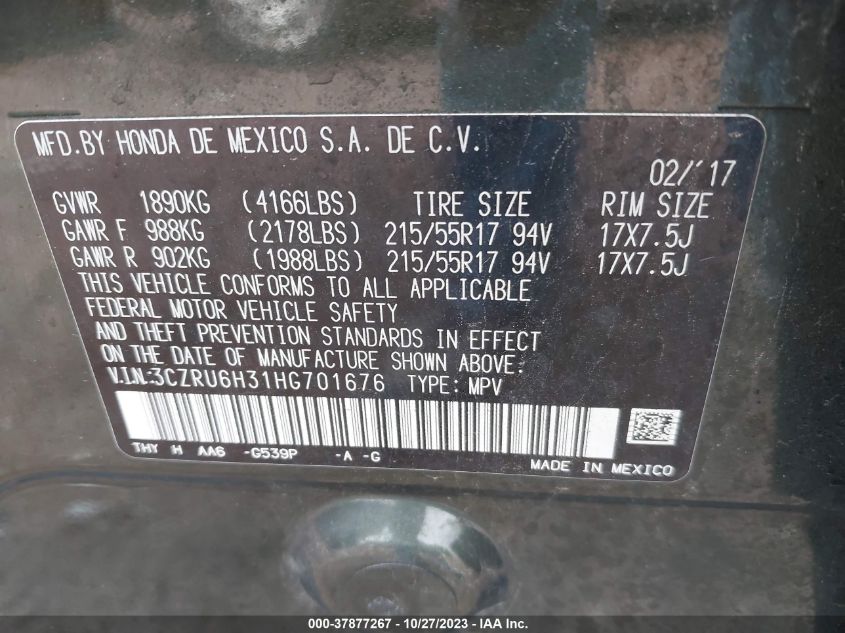 MFD.BY HONDA DE MEXICO S.A. DE C.V.
02/'17
GVWR 1890KG (4166LBS) TIRE SIZE RIM SIZE
GAWR F 988KG (2178LBS) 215/55R17 94V 17X7.5J
GAWR R 902KG (1988LBS) 215/55R17 94V 17X7.5J
THIS VEHICLE CONFORMS TO ALL APPLICABLE
FEDERAL MOTOR VEHICLE SAFETY
AND THEFT PREVENTION STANDARDS IN EFFECT
ON THE DATE OF MANUFACTURE SHOWN ABOVE.
V.I.N:3CZRU6H31HG701676 TYPE: MPV
THY H AA6 -G539P -A -G
MADE IN MEXICO
000-37877267 - 10/27/2023 - IAA Inc.